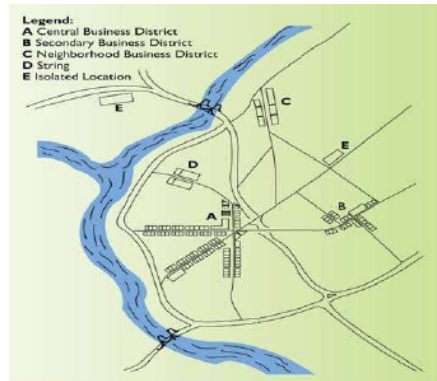 Legend:
A Central Business District
B Secondary Business District
C Neighborhood Business District
D String
E Isolated Location
E
C
E
D
B
A